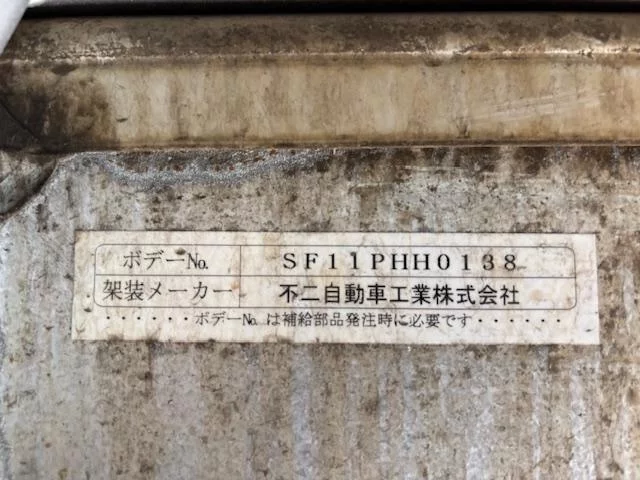 ボデーNo. SF11PHH0138
架装メーカー 不二自動車工業株式会社
・・・・・・ボデーNo.は補給部品発注時に必要です・・・・・・